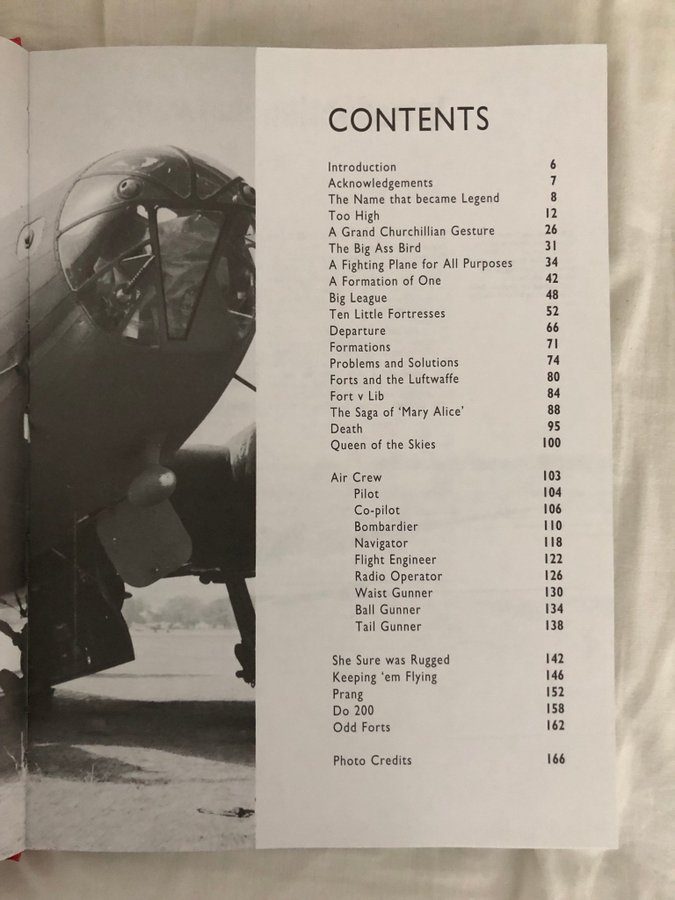 CONTENTS
Introduction 6
Acknowledgements 7
The Name that became Legend 8
Too High 12
A Grand Churchillian Gesture 26
The Big Ass Bird 31
A Fighting Plane for All Purposes 34
A Formation of One 42
Big League 48
Ten Little Fortresses 52
Departure 66
Formations 71
Problems and Solutions 74
Forts and the Luftwaffe 80
Fort v Lib 84
The Saga of ‘Mary Alice’ 88
Death 95
Queen of the Skies 100
Air Crew 103
Pilot 104
Co-pilot 106
Bombardier 110
Navigator 118
Flight Engineer 122
Radio Operator 126
Waist Gunner 130
Ball Gunner 134
Tail Gunner 138
She Sure was Rugged 142
Keeping ‘em Flying 146
Prang 152
Do 200 158
Odd Forts 162
Photo Credits 166